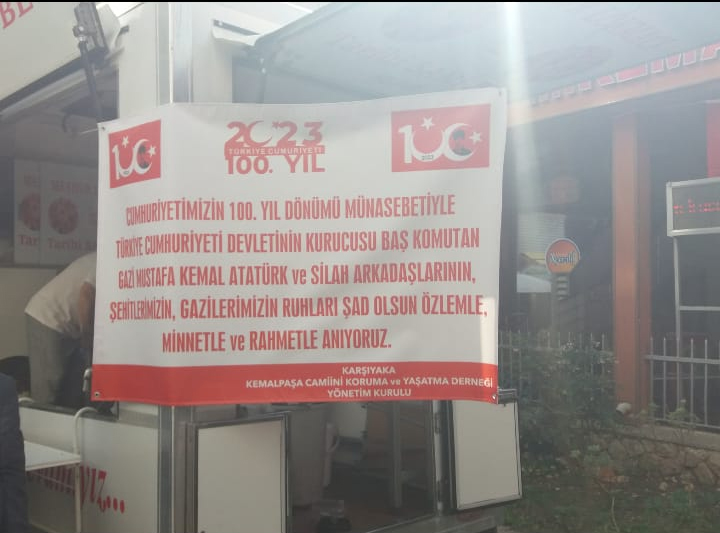 2023
TÜRKİYE CUMHURİYETİ
100. YIL
100
2023
CUMHURİYETİMİZİN 100. YIL DÖNÜMÜ MÜNASEBETİYLE
TÜRKİYE CUMHURİYETİ DEVLETİNİN KURUCUSU BAŞ KOMUTAN
GAZİ MUSTAFA KEMAL ATATÜRK ve SİLAH ARKADAŞLARININ,
ŞEHİTLERİMİZİN, GAZİLERİMİZİN RUHLARI ŞAD OLSUN ÖZLEMLE,
MİNNETLE ve RAHMETLE ANIYORUZ.
KARŞIYAKA
KEMALPAŞA CAMİİNİ KORUMA ve YAŞATMA DERNEĞİ
YÖNETİM KURULU